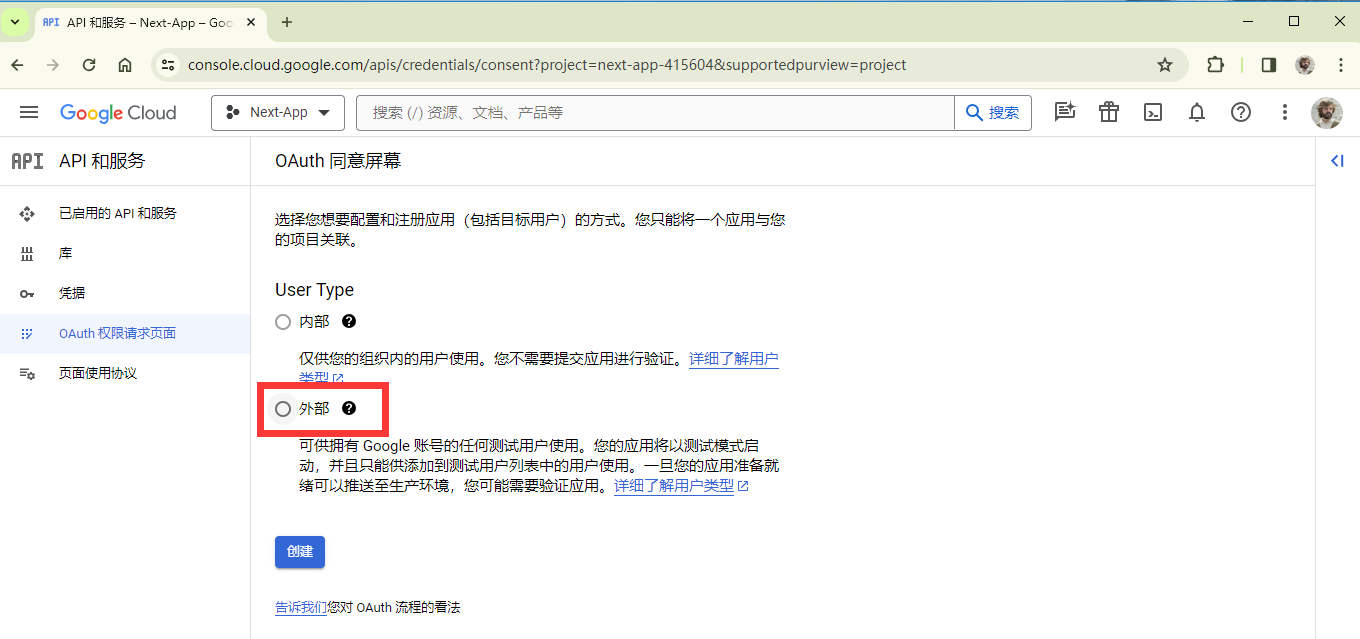 API API 和服务 – Next-App – Goo
console.cloud.google.com/apis/credentials/consent?project=next-app-415604&supportedpurview=project
Google Cloud
Next-App
搜索 (/) 资源、文档、产品等
搜索
API API 和服务
OAuth 同意屏幕
已启用的 API 和服务
库
凭据
OAuth 权限请求页面
页面使用协议
选择您想要配置和注册应用（包括目标用户）的方式。您只能将一个应用与您
的项目关联。
User Type
内部
仅供您的组织内的用户使用。您不需要提交应用进行验证。详细了解用户
类型
外部
可供拥有 Google 账号的任何测试用户使用。您的应用将以测试模式启
动，并且只能供添加到测试用户列表中的用户使用。一旦您的应用准备就
绪可以推送至生产环境，您可能需要验证应用。详细了解用户类型
创建
告诉我们您对 OAuth 流程的看法